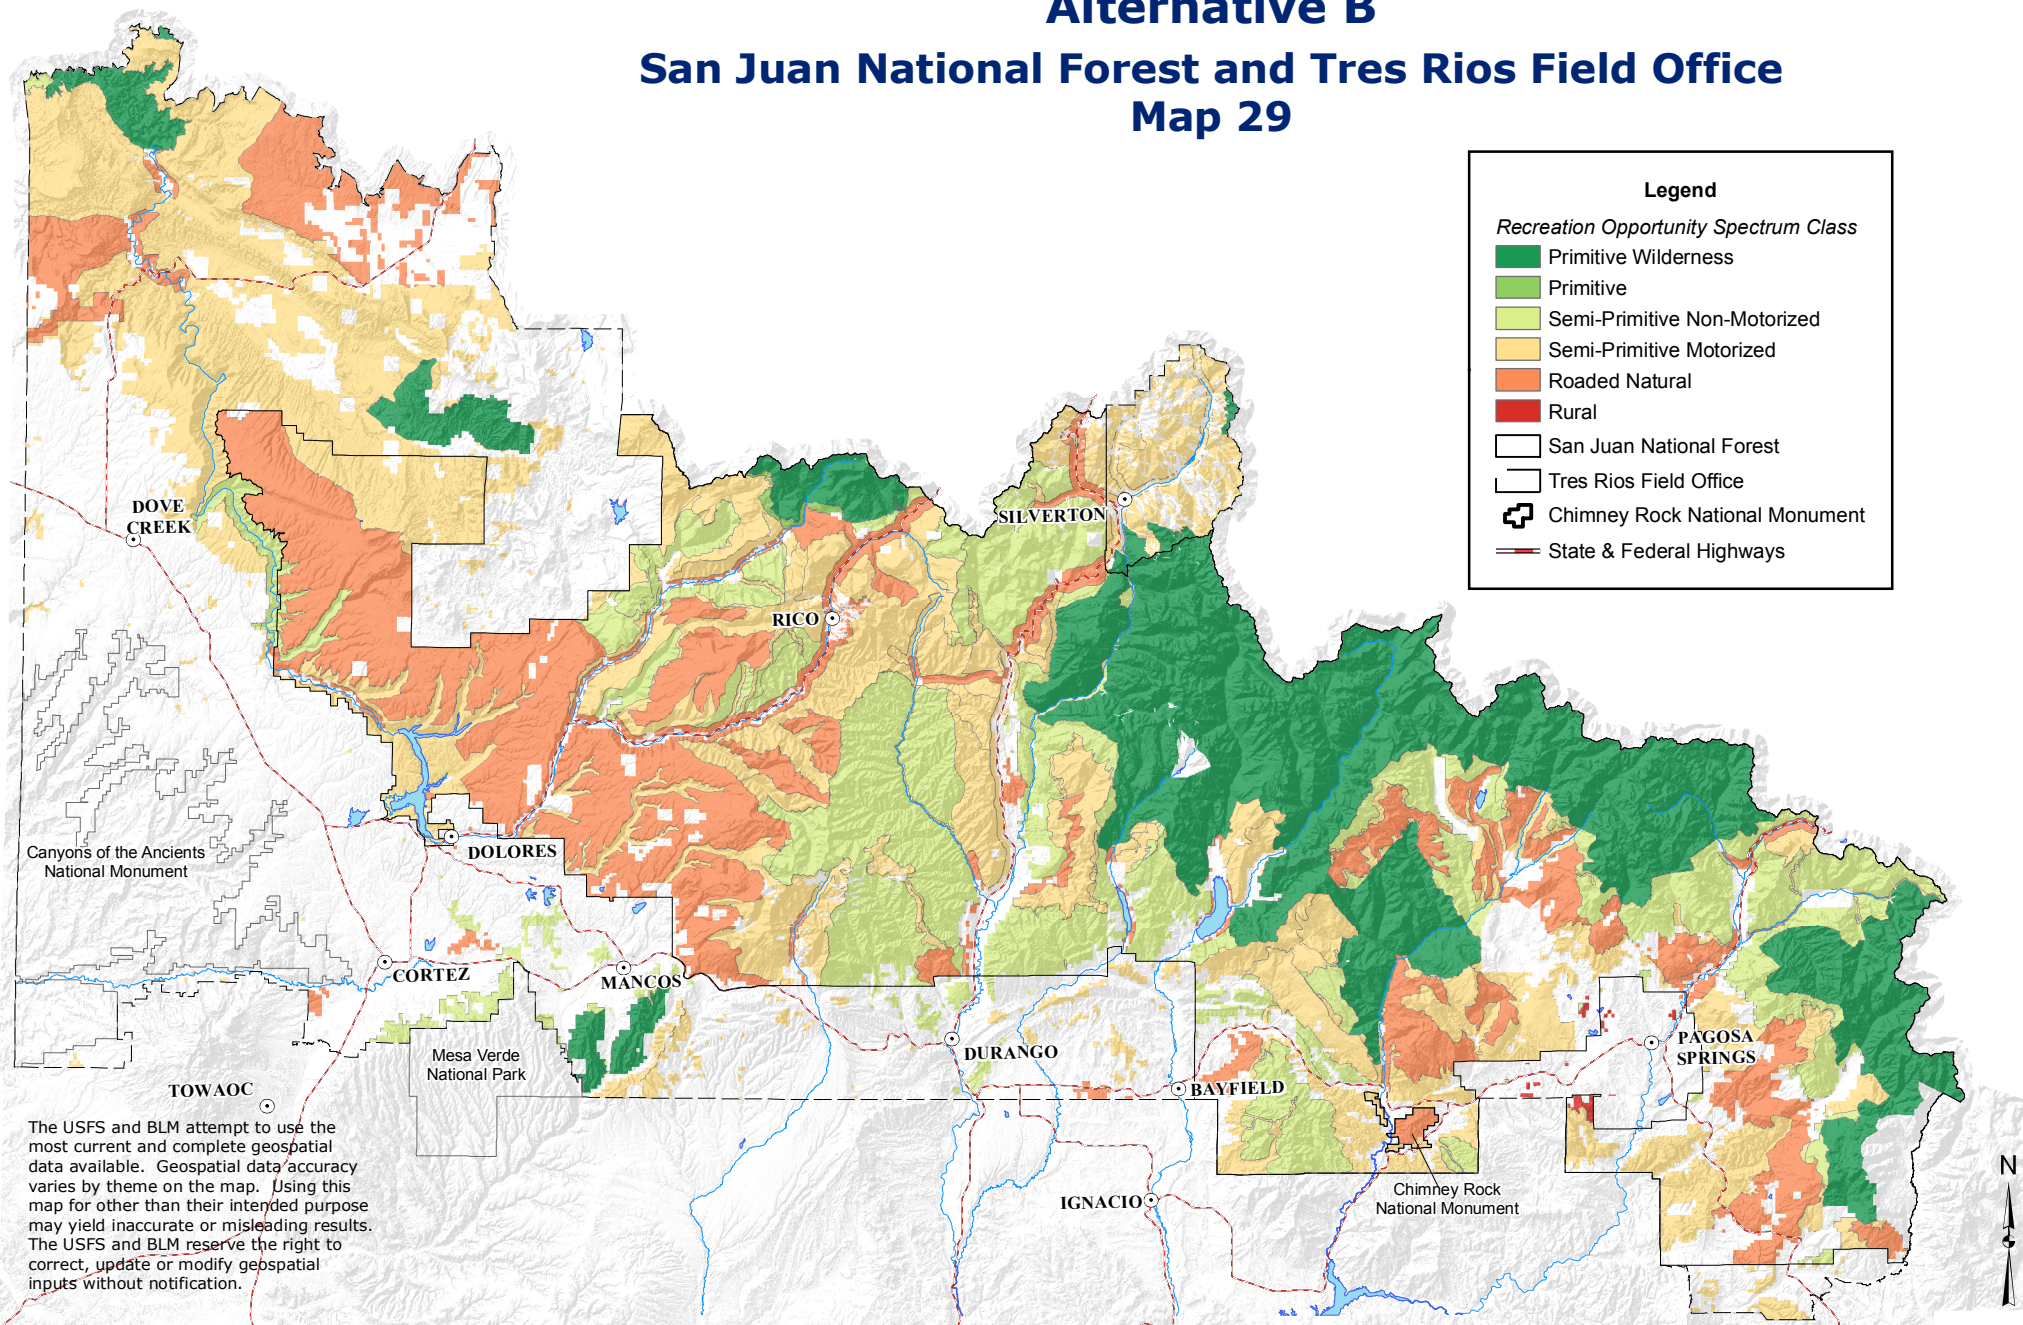 Alternative B
San Juan National Forest and Tres Rios Field Office
Map 29
Legend
Recreation Opportunity Spectrum Class
Primitive Wilderness
Primitive
Semi-Primitive Non-Motorized
Semi-Primitive Motorized
Roaded Natural
Rural
San Juan National Forest
Tres Rios Field Office
Chimney Rock National Monument
State & Federal Highways
DOVE
CREEK
SILVERTON
RICO
DOLORES
Canyons of the Ancients
National Monument
CORTEZ
MANCOS
Mesa Verde
National Park
DURANGO
PAGOSA
SPRINGS
BAYFIELD
TOWAOC
IGNACIO
Chimney Rock
National Monument
The USFS and BLM attempt to use the
most current and complete geospatial
data available.  Geospatial data accuracy
varies by theme on the map.  Using this
map for other than their intended purpose
may yield inaccurate or misleading results.
The USFS and BLM reserve the right to
correct, update or modify geospatial
inputs without notification.
N